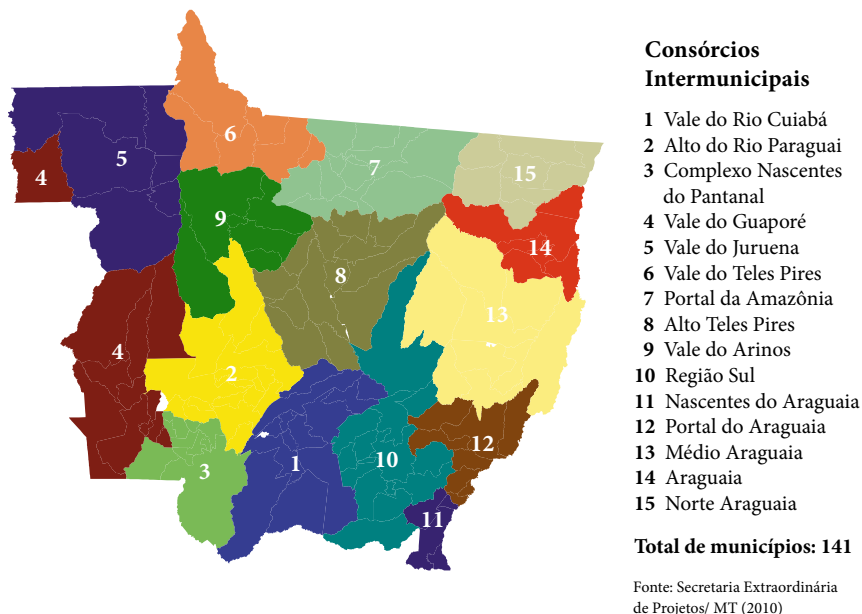 Consórcios
Intermunicipais
1 Vale do Rio Cuiabá
2 Alto do Rio Paraguai
3 Complexo Nascentes
do Pantanal
4 Vale do Guaporé
5 Vale do Juruena
6 Vale do Teles Pires
7 Portal da Amazônia
8 Alto Teles Pires
9 Vale do Arinos
10 Região Sul
11 Nascentes do Araguaia
12 Portal do Araguaia
13 Médio Araguaia
14 Araguaia
15 Norte Araguaia
Total de municípios: 141
Fonte: Secretaria Extraordinária
de Projetos/ MT (2010)
6
5
7
15
4
9
14
8
13
4
2
12
3
1
10
11